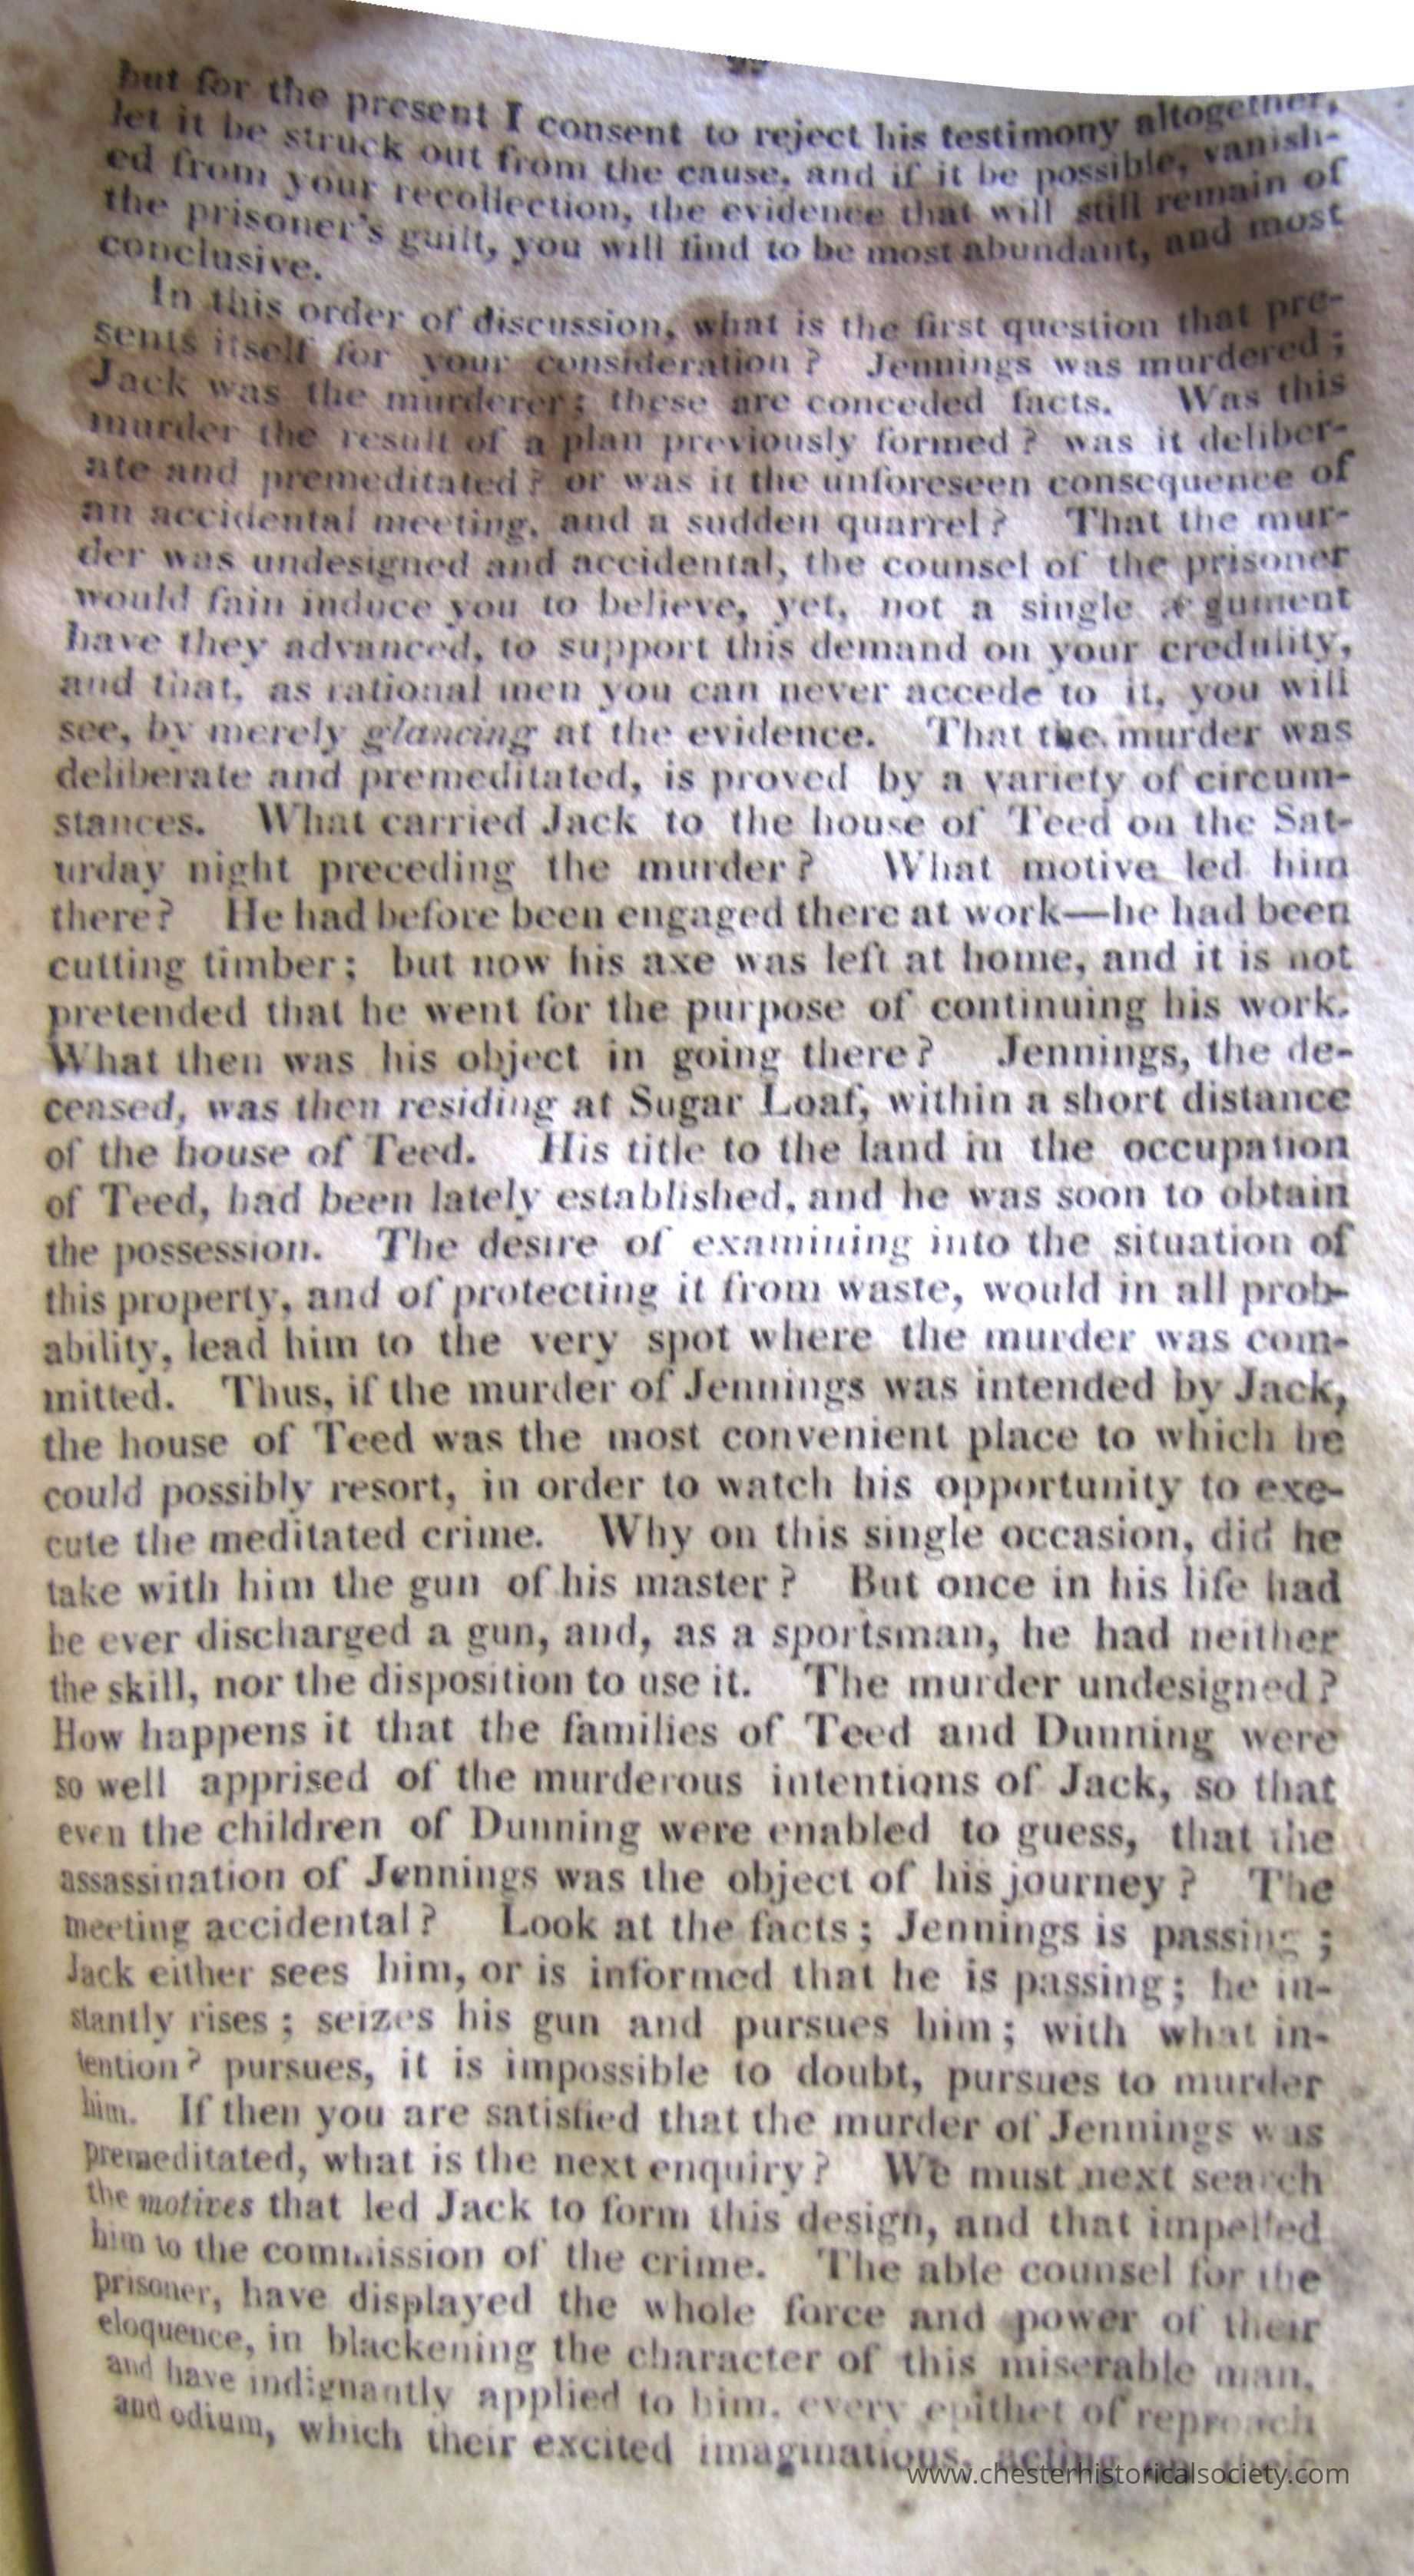 but for the present I consent to reject his testimony altogether,
let it be struck out from the cause, and if it be possible, vanish-
ed from your recollection, the evidence that will still remain of
the prisoner's guilt, you will find to be most abundant, and most
conclusive.
In this order of discussion, what is the first question that pre-
sents itself for your consideration? Jennings was murdered;
Jack was the murderer; these are conceded facts. Was this
murder the result of a plan previously formed? was it deliber-
ate and premeditated? or was it the unforeseen consequence of
an accidental meeting, and a sudden quarrel? That the mur-
der was undesigned and accidental, the counsel of the prisoner
would fain induce you to believe, yet, not a single argument
have they advanced, to support this demand on your credulity,
and that, as rational men you can never accede to it, you will
see, by merely glancing at the evidence. That the murder was
deliberate and premeditated, is proved by a variety of circum-
stances. What carried Jack to the house of Teed on the Sat-
urday night preceding the murder? What motive led him
there? He had before been engaged there at work—he had been
cutting timber; but now his axe was left at home, and it is not
pretended that he went for the purpose of continuing his work.
What then was his object in going there? Jennings, the de-
ceased, was then residing at Sugar Loaf, within a short distance
of the house of Teed. His title to the land in the occupation
of Teed, had been lately established, and he was soon to obtain
the possession. The desire of examining into the situation of
this property, and of protecting it from waste, would in all prob-
ability, lead him to the very spot where the murder was com-
mitted. Thus, if the murder of Jennings was intended by Jack,
the house of Teed was the most convenient place to which he
could possibly resort, in order to watch his opportunity to exe-
cute the meditated crime. Why on this single occasion, did he
take with him the gun of his master? But once in his life had
he ever discharged a gun, and, as a sportsman, he had neither
the skill, nor the disposition to use it. The murder undesigned?
How happens it that the families of Teed and Dunning were
so well apprised of the murderous intentions of Jack, so that
even the children of Dunning were enabled to guess, that the
assassination of Jennings was the object of his journey? The
meeting accidental? Look at the facts; Jennings is passing;
Jack either sees him, or is informed that he is passing; he in-
stantly rises; seizes his gun and pursues him; with what in-
tention? pursues, it is impossible to doubt, pursues to murder
him. If then you are satisfied that the murder of Jennings was
premeditated, what is the next enquiry? We must next search
the motives that led Jack to form this design, and that impelled
him to the commission of the crime. The able counsel for the
prisoner, have displayed the whole force and power of their
eloquence, in blackening the character of this miserable man,
and have indignantly applied to him, every epithet of reproach
and odium, which their excited imaginations, acting on their
www.chesterhistoricalsociety.com